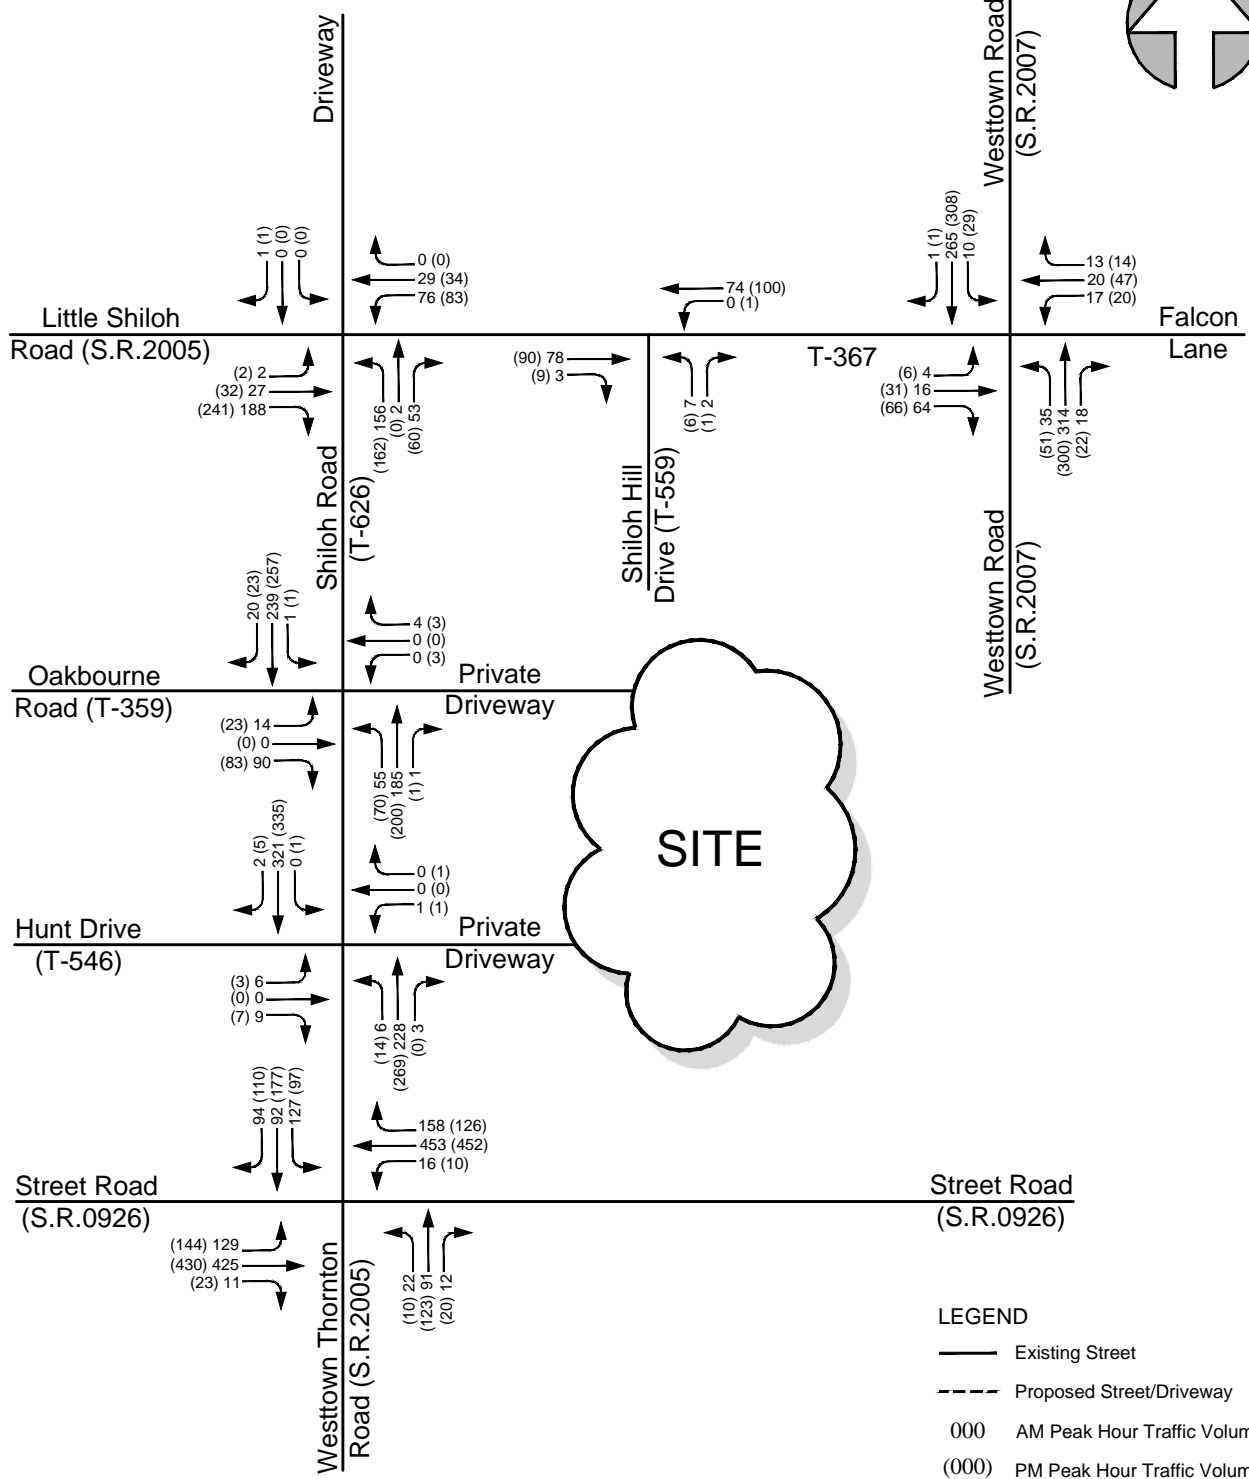 Driveway
Westtown Road
(S.R.2007)
1 (1)
0 (0)
0 (0)
0 (0)
29 (34)
76 (83)
74 (100)
0 (1)
1 (1)
265 (308)
10 (29)
13 (14)
20 (47)
17 (20)
Little Shiloh
Road (S.R.2005)
Falcon
Lane
T-367
(2) 2
(32) 27
(241) 188
(162) 156
(0) 2
(60) 53
(90) 78
(9) 3
(6) 7
(1) 2
(6) 4
(31) 16
(66) 64
(51) 35
(300) 314
(22) 18
Shiloh Road
(T-626)
Shiloh Hill
Drive (T-559)
Westtown Road
(S.R.2007)
20 (23)
239 (257)
1 (1)
4 (3)
0 (0)
0 (3)
Oakbourne
Road (T-359)
Private
Driveway
(23) 14
(0) 0
(83) 90
(70) 55
(200) 185
(1) 1
SITE
2 (5)
321 (335)
0 (1)
0 (1)
0 (0)
1 (1)
Hunt Drive
(T-546)
Private
Driveway
(3) 6
(0) 0
(7) 9
(14) 6
(269) 228
(0) 3
94 (110)
92 (177)
127 (97)
158 (126)
453 (452)
16 (10)
Street Road
(S.R.0926)
Street Road
(S.R.0926)
(144) 129
(430) 425
(23) 11
(10) 22
(123) 91
(20) 12
Westtown Thornton
Road (S.R.2005)
LEGEND
Existing Street
Proposed Street/Driveway
000 AM Peak Hour Traffic Volum
(000) PM Peak Hour Traffic Volum